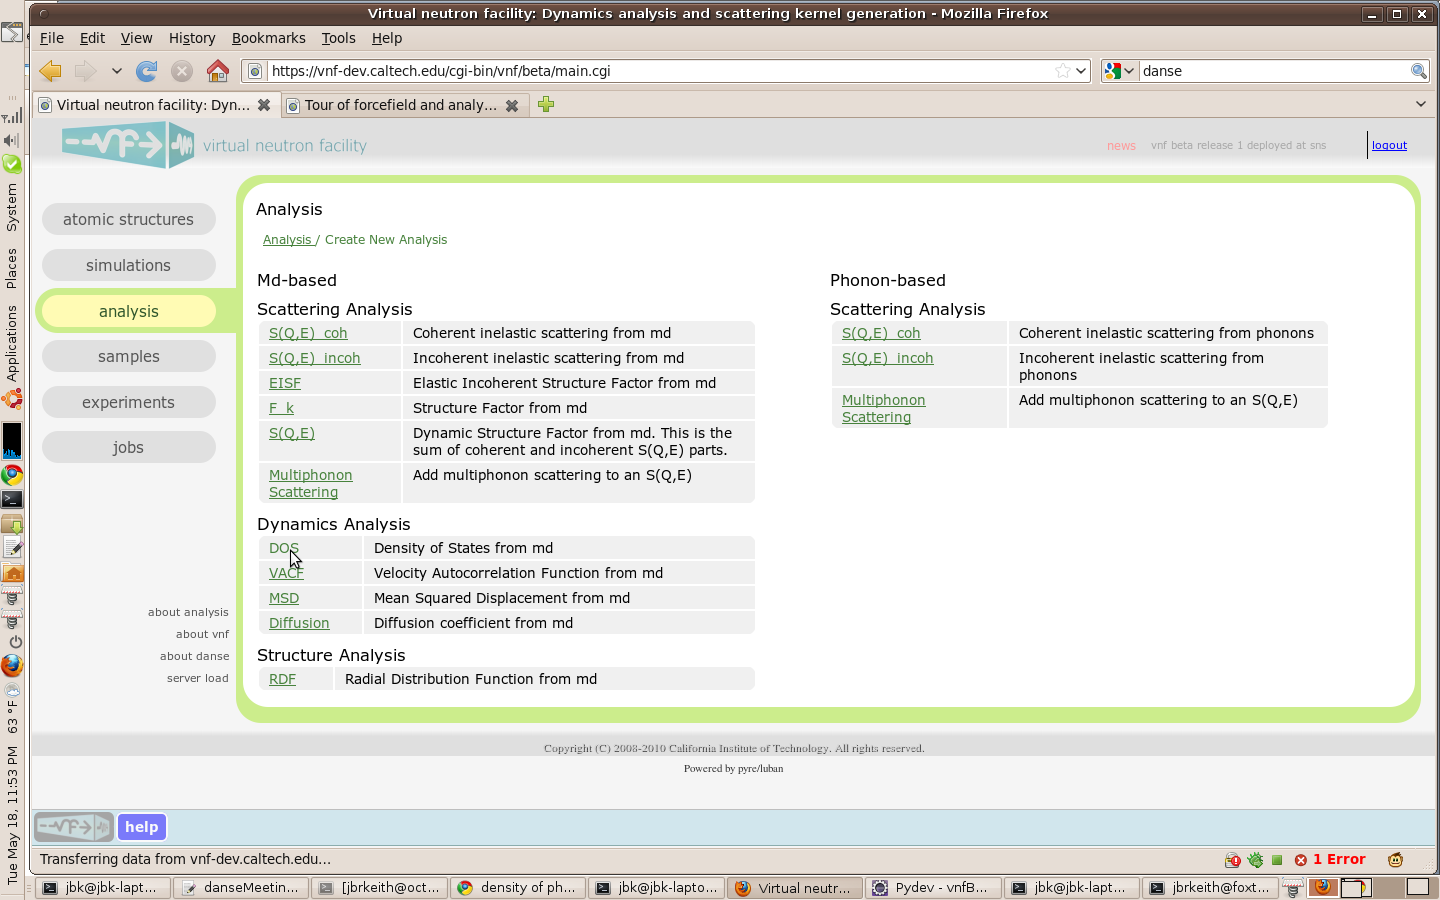 Virtual neutron facility: Dynamics analysis and scattering kernel generation - Mozilla Firefox
File Edit View History Bookmarks Tools Help
https://vnf-dev.caltech.edu/cgi-bin/vnf/beta/main.cgi
danse
Virtual neutron facility: Dyn...
Tour of forcefield and analy...
virtual neutron facility
news
vnf beta release 1 deployed at sns
logout
atomic structures
simulations
analysis
samples
experiments
jobs
about analysis
about vnf
about danse
server load
Analysis
Analysis / Create New Analysis
Md-based
Scattering Analysis
S(Q,E)_coh Coherent inelastic scattering from md
S(Q,E)_incoh Incoherent inelastic scattering from md
EISF Elastic Incoherent Structure Factor from md
F_k Structure Factor from md
S(Q,E) Dynamic Structure Factor from md. This is the
sum of coherent and incoherent S(Q,E) parts.
Multiphonon Add multiphonon scattering to an S(Q,E)
Scattering
Dynamics Analysis
DOS Density of States from md
VACF Velocity Autocorrelation Function from md
MSD Mean Squared Displacement from md
Diffusion Diffusion coefficient from md
Structure Analysis
RDF Radial Distribution Function from md
Phonon-based
Scattering Analysis
S(Q,E)_coh Coherent inelastic scattering from phonons
S(Q,E)_incoh Incoherent inelastic scattering from
phonons
Multiphonon Add multiphonon scattering to an S(Q,E)
Scattering
Copyright (C) 2008-2010 California Institute of Technology. All rights reserved.
Powered by pyre/luban
help
Transferring data from vnf-dev.caltech.edu...
1 Error
System
Places
Applications
63 °F
Tue May 18, 11:53 PM
jbk@jbk-lapt...
danseMeetin...
[jbrkeith@oct...
density of ph...
jbk@jbk-lapto...
Virtual neutr...
Pydev - vnfB...
jbk@jbk-lapt...
jbrkeith@foxt...